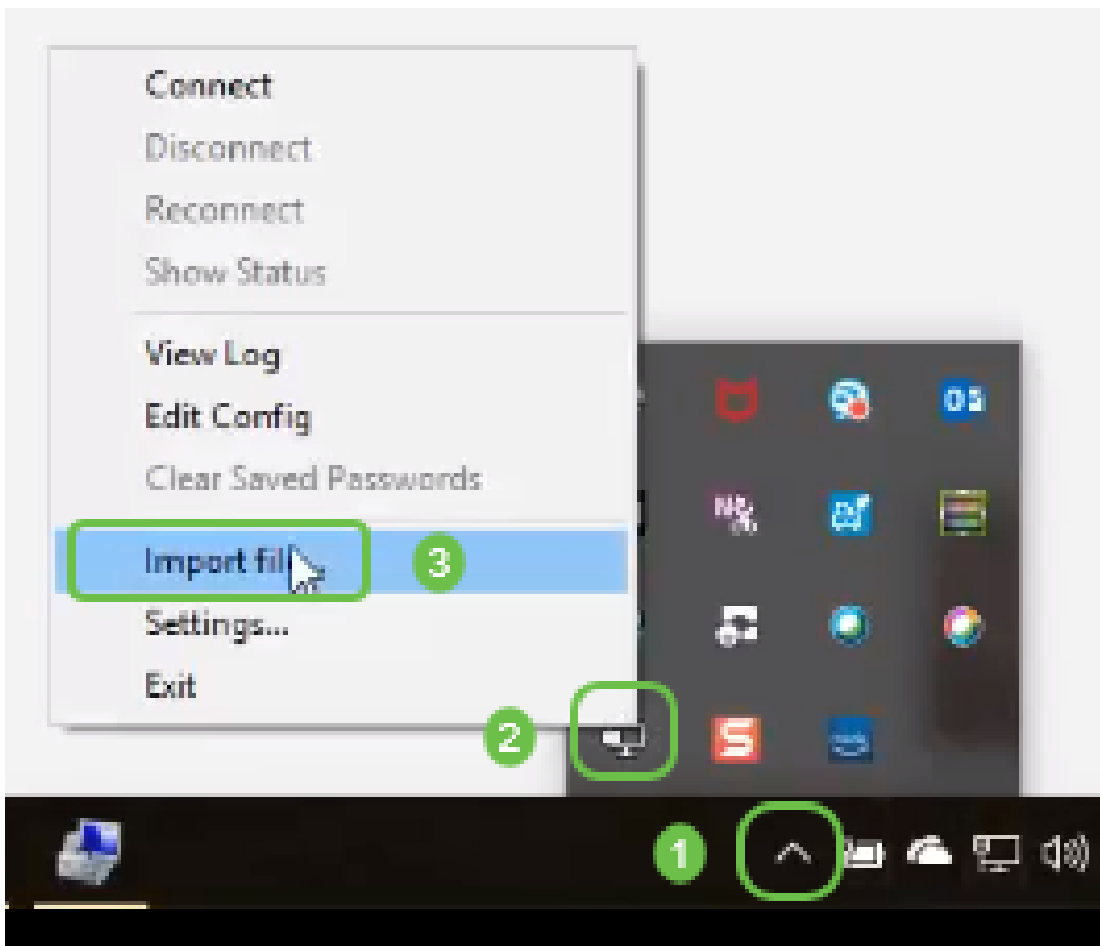 Connect
Disconnect
Reconnect
Show Status
View Log
Edit Config
Clear Saved Passwords
Import fil
3
Settings...
Exit
2
S
1